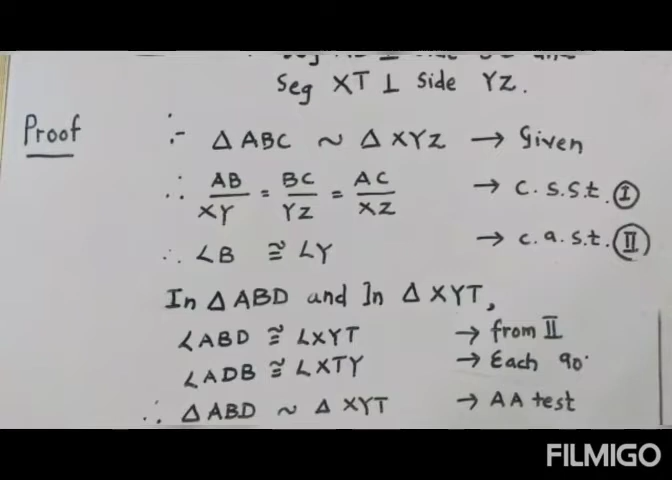 Seg XT ⊥ Side YZ.
Proof :- △ABC ~ △XYZ → Given
∴ AB/XY = BC/YZ = AC/XZ → C.S.S.t. Ⓘ
∴ ∠B ≅ ∠Y → C.a.S.t. (II)
In △ABD and In △XYT,
∠ABD ≅ ∠XYT → from II
∠ADB ≅ ∠XTY → Each 90°
∴ △ABD ~ △XYT → AA test
FILMIGO